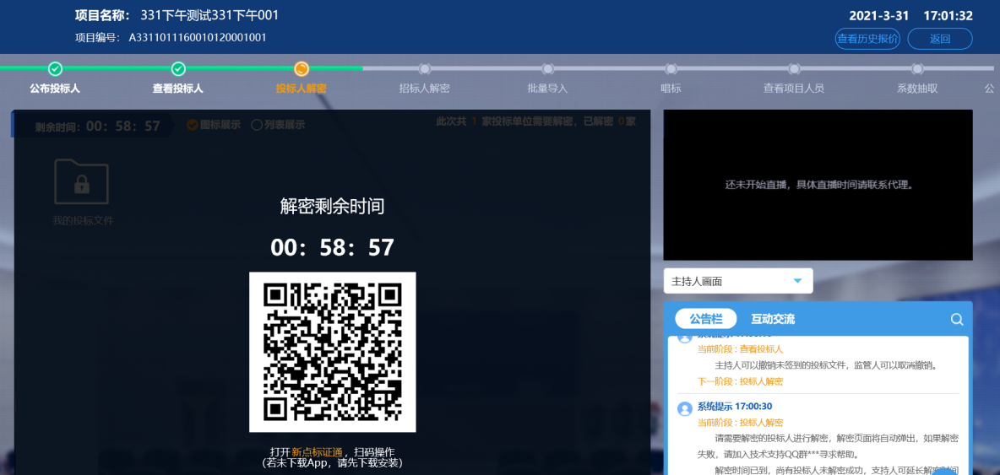 项目名称： 331下午测试331下午001
2021-3-31 17:01:32
项目编号： A3311011160010120001001
查看历史报价 返回
公布投标人 查看投标人 投标人解密 招标人解密 批量导入 唱标 查看项目人员 系数抽取 公
剩余时间：00：58：57 图标展示 列表展示 此次共 1 家投标单位需要解密，已解密 0家
我的投标文件
解密剩余时间
00：58：57
打开新点标证通，扫码操作
(若未下载App，请先下载安装)
还未开始直播，具体直播时间请联系代理。
主持人画面
公告栏 互动交流
当前阶段 : 查看投标人
主持人可以撤销未签到的投标文件，监管人可以取消撤销。
下一阶段 : 投标人解密
系统提示 17:00:30
当前阶段 : 投标人解密
请需要解密的投标人进行解密，解密页面将自动弹出，如果解密
失败，请加入技术支持QQ群***寻求帮助。
解密时间已到，尚有投标人未解密成功，支持人可延长解密时间